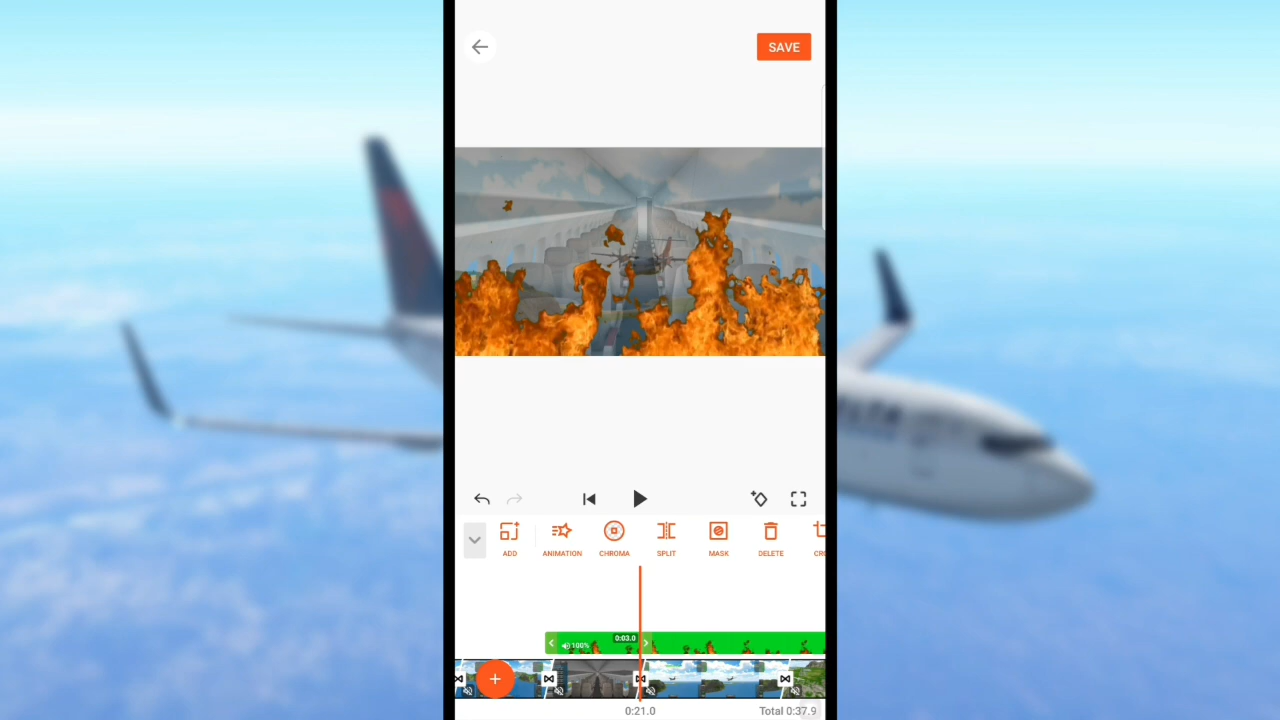 SAVE
ADD
ANIMATION
CHROMA
SPLIT
MASK
DELETE
0:03.0
100%
0:21.0
Total 0:37.9